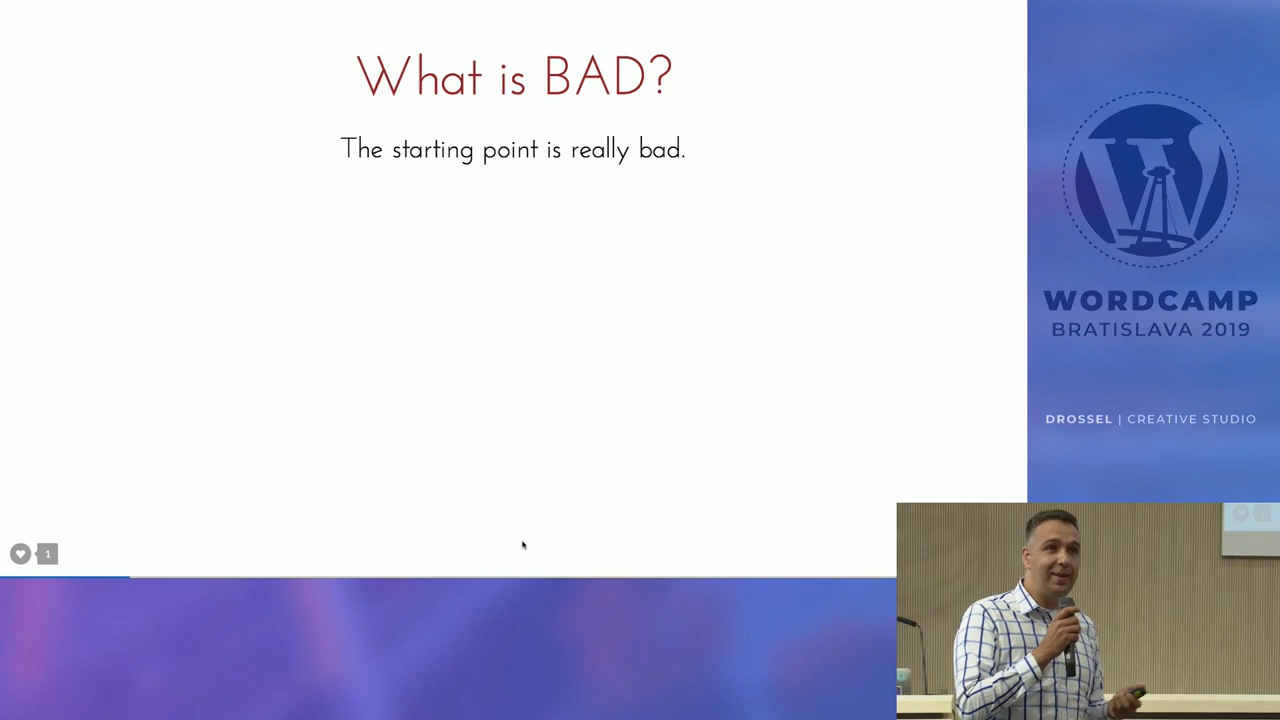 What is BAD?
The starting point is really bad.
1
WORDCAMP
BRATISLAVA 2019
DROSSEL | CREATIVE STUDIO